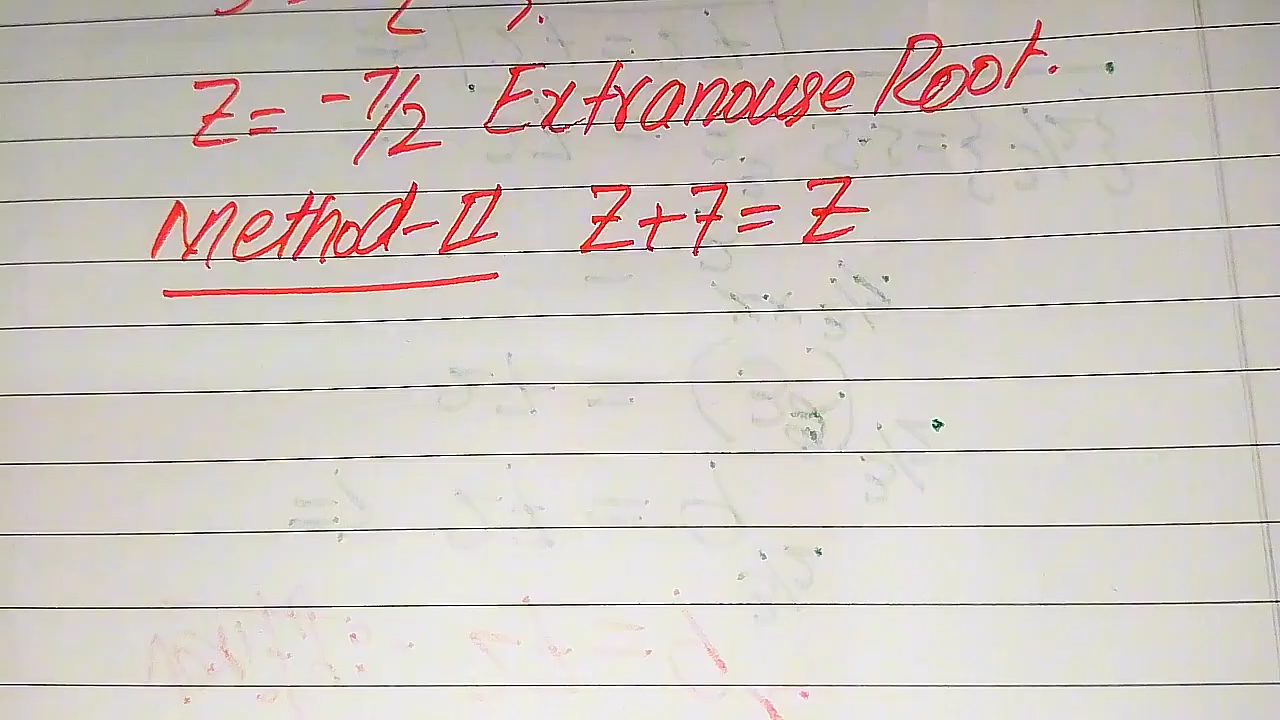 Z = -7/2 Extranouse Root.
Method-II Z+7=Z